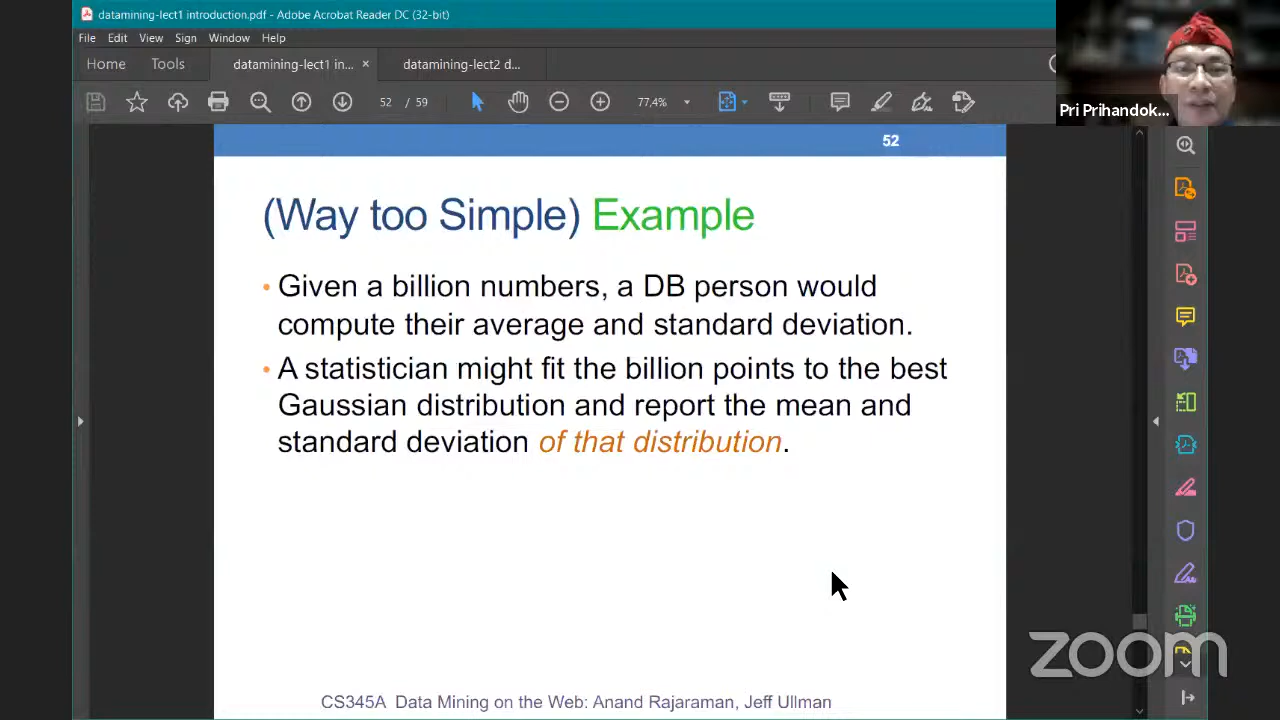 datamining-lect1 introduction.pdf - Adobe Acrobat Reader DC (32-bit)
File Edit View Sign Window Help
Home Tools datamining-lect1 in... × datamining-lect2 d...
52 / 59 77,4%
Pri Prihandok...
52
(Way too Simple) Example
• Given a billion numbers, a DB person would
compute their average and standard deviation.
• A statistician might fit the billion points to the best
Gaussian distribution and report the mean and
standard deviation of that distribution.
zoom
CS345A Data Mining on the Web: Anand Rajaraman, Jeff Ullman